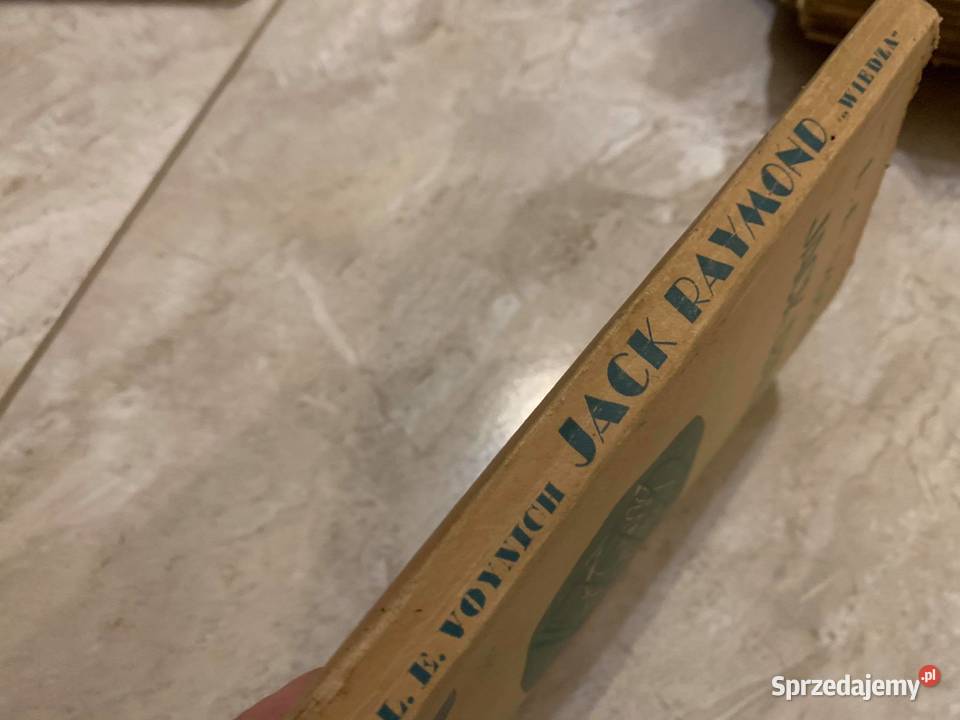 L. E. VOYNICH JACK RAYMOND „WIEDZA"
Sprzedajemy.pl